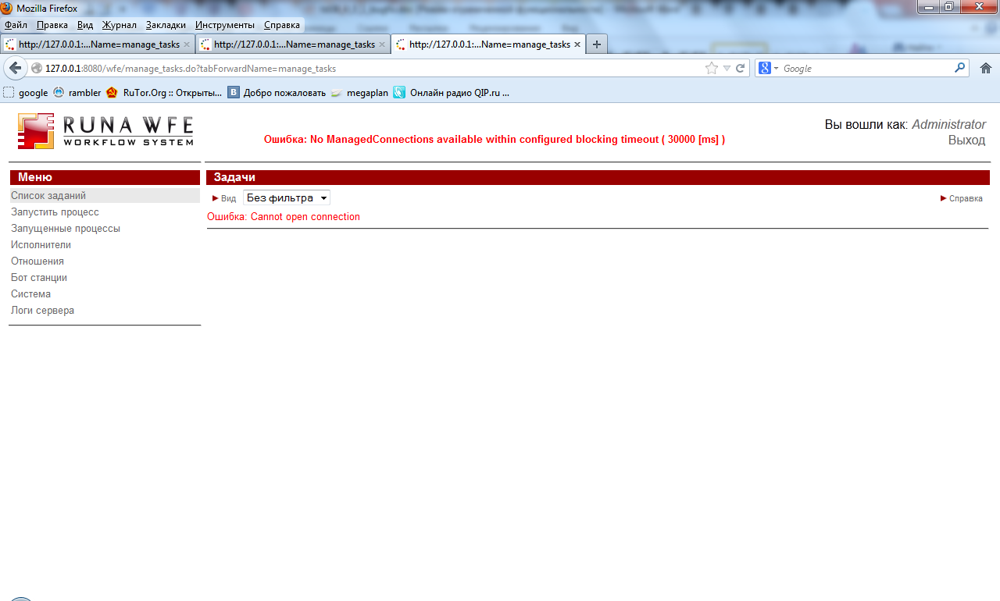 Mozilla Firefox
Файл Правка Вид Журнал Закладки Инструменты Справка
http://127.0.0.1:...Name=manage_tasks http://127.0.0.1:...Name=manage_tasks http://127.0.0.1:...Name=manage_tasks
127.0.0.1:8080/wfe/manage_tasks.do?tabForwardName=manage_tasks Google
google rambler RuTor.Org :: Открыты... Добро пожаловать megaplan Онлайн радио QIP.ru ...
RUNA WFE
WORKFLOW SYSTEM
Ошибка: No ManagedConnections available within configured blocking timeout ( 30000 [ms] )
Вы вошли как: Administrator
Выход
Меню
Список заданий
Запустить процесс
Запущенные процессы
Исполнители
Отношения
Бот станции
Система
Логи сервера
Задачи
Вид Без фильтра Справка
Ошибка: Cannot open connection